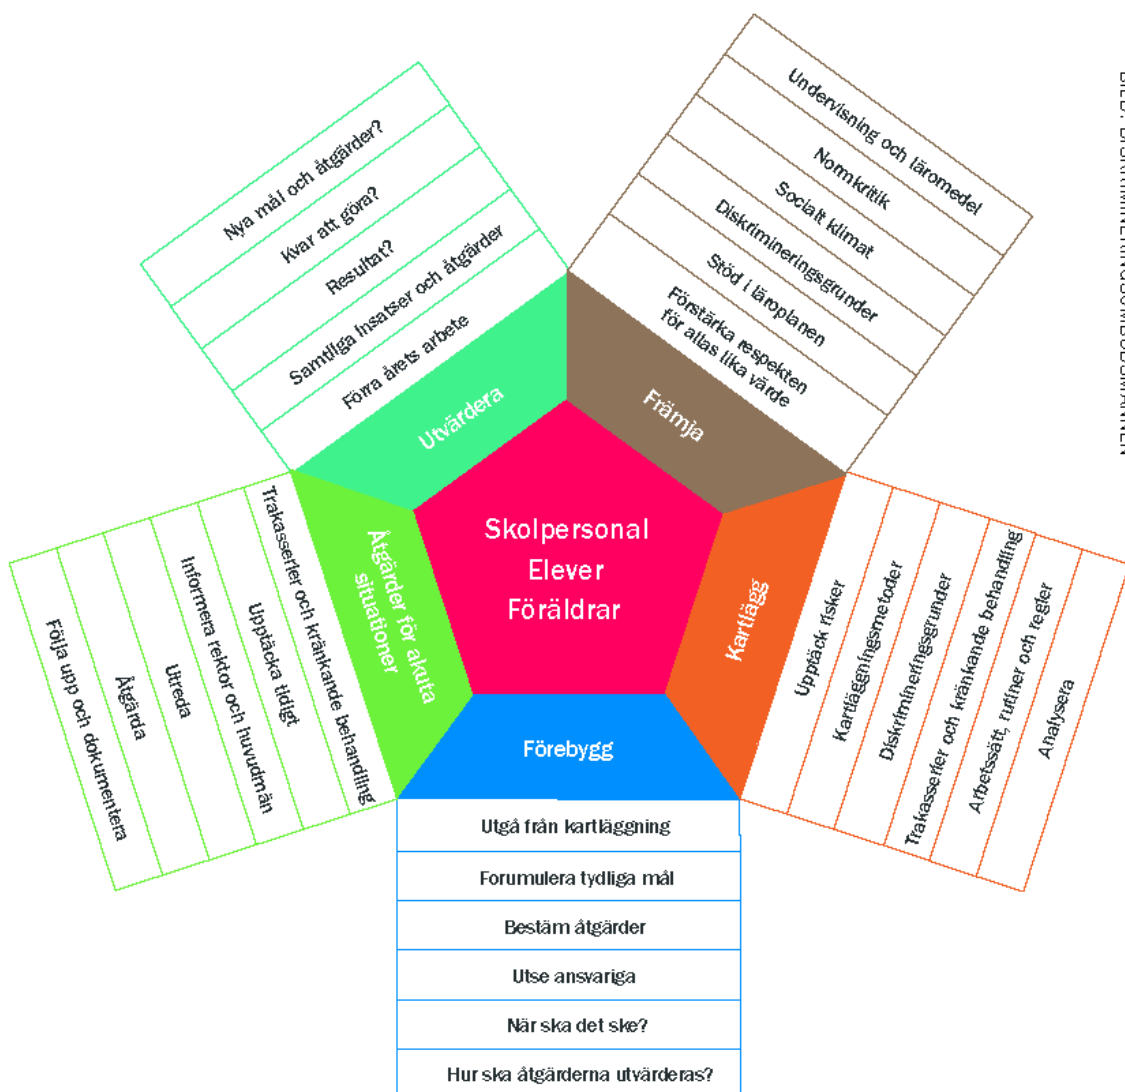 Skolpersonal
Elever
Föräldrar
Främja
Förstärka respekten
för allas lika värde
Stöd i läroplanen
Diskrimineringsgrunder
Socialt klimat
Normkritik
Undervisning och läromedel
Kartlägg
Upptäck risker
Kartläggningsmetoder
Diskrimineringsgrunder
Trakasserier och kränkande behandling
Arbetssätt, rutiner och regler
Analysera
Förebygg
Utgå från kartläggning
Forumulera tydliga mål
Bestäm åtgärder
Utse ansvariga
När ska det ske?
Hur ska åtgärderna utvärderas?
Åtgärder för akuta
situationer
Trakasserier och kränkande behandling
Upptäcka tidigt
Informera rektor och huvudmän
Utreda
Åtgärda
Följa upp och dokumentera
Utvärdera
Förra årets arbete
Samtliga insatser och åtgärder
Resultat?
Kvar att göra?
Nya mål och åtgärder?
BILD: DISKRIMINERINGSOMBUDSMANNEN